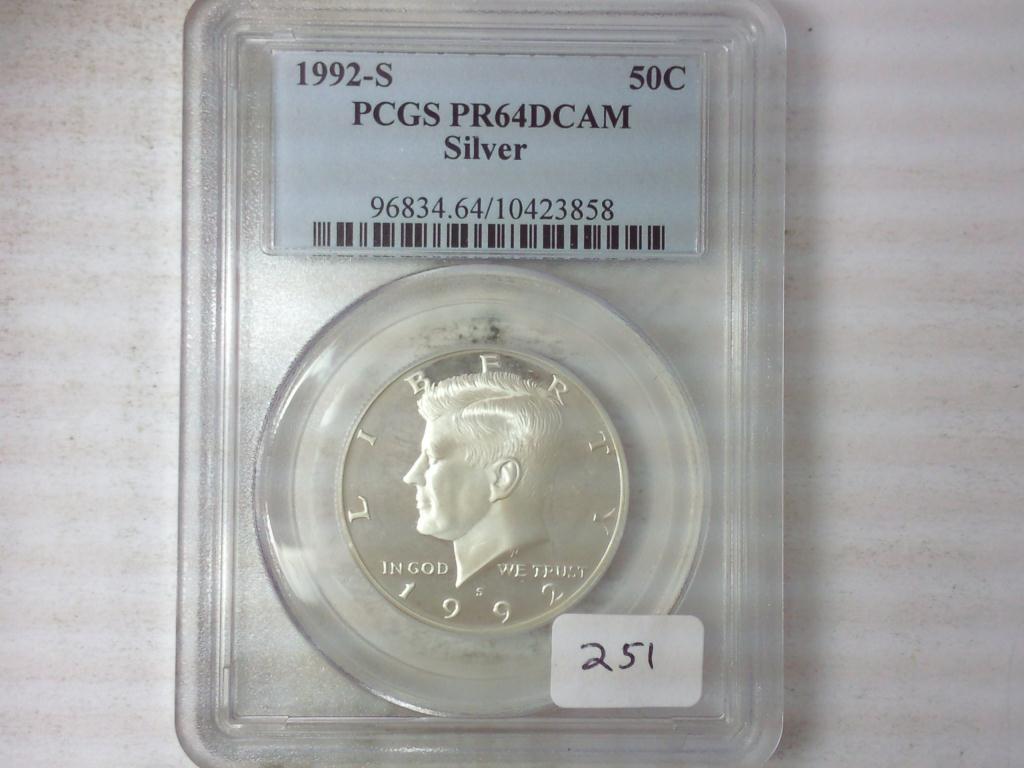 1992-S 50C
PCGS PR64DCAM
Silver
96834.64/10423858
LIBERTY
IN GOD WE TRUST
S
1992
251